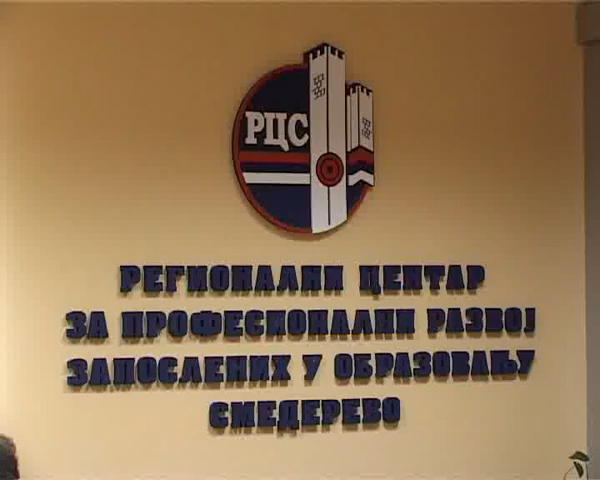 РЦС
РЕГИОНАЛНИ ЦЕНТАР
ЗА ПРОФЕСИОНАЛНИ РАЗВОЈ
ЗАПОСЛЕНИХ У ОБРАЗОВАЊУ
СМЕДЕРЕВО